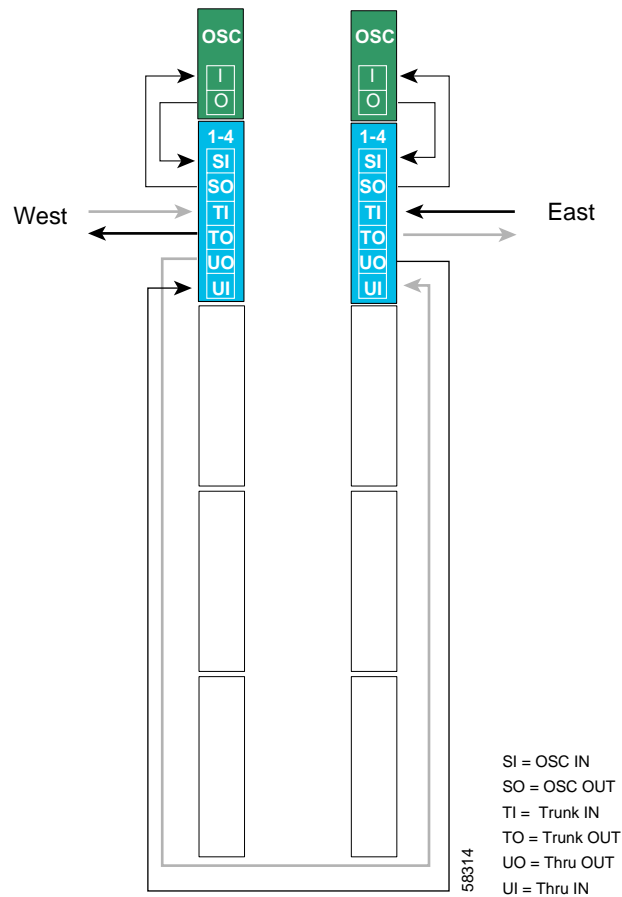 OSC
I
O
1-4
SI
SO
TI
TO
UO
UI
OSC
I
O
1-4
SI
SO
TI
TO
UO
UI
West
East
SI = OSC IN
SO = OSC OUT
TI = Trunk IN
TO = Trunk OUT
UO = Thru OUT
UI = Thru IN
58314